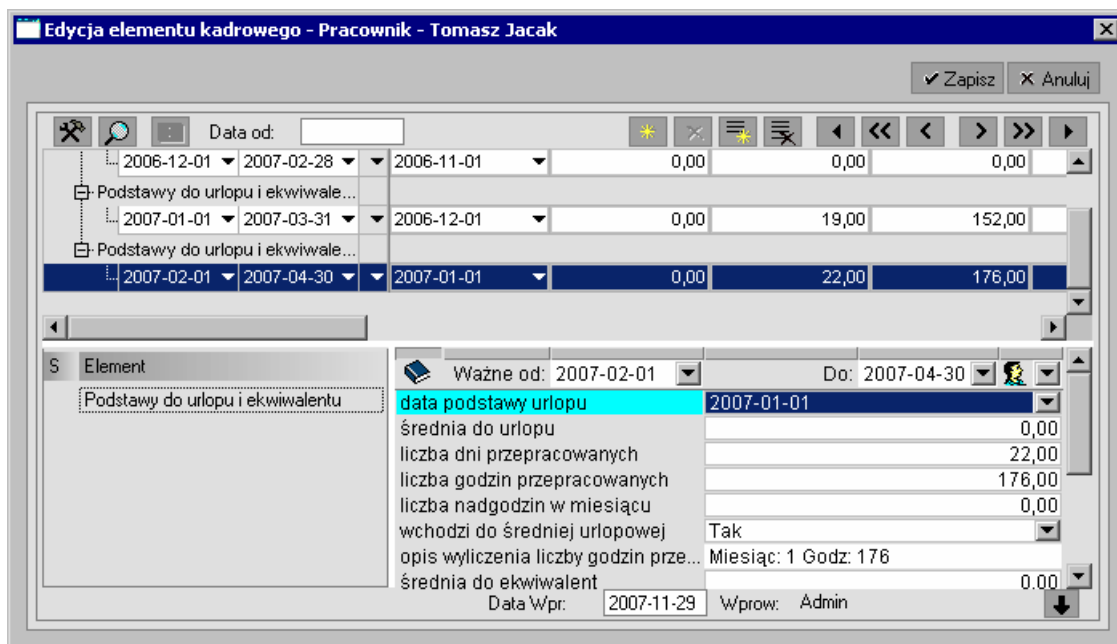 Edycja elementu kadrowego - Pracownik - Tomasz Jacak
Zapisz Anuluj
Data od:
2006-12-01 2007-02-28 2006-11-01 0,00 0,00 0,00
Podstawy do urlopu i ekwiwale...
2007-01-01 2007-03-31 2006-12-01 0,00 19,00 152,00
Podstawy do urlopu i ekwiwale...
2007-02-01 2007-04-30 2007-01-01 0,00 22,00 176,00
S Element
Podstawy do urlopu i ekwiwalentu
Ważne od: 2007-02-01 Do: 2007-04-30
data podstawy urlopu 2007-01-01
średnia do urlopu 0,00
liczba dni przepracowanych 22,00
liczba godzin przepracowanych 176,00
liczba nadgodzin w miesiącu 0,00
wchodzi do średniej urlopowej Tak
opis wyliczenia liczby godzin prze... Miesiąc: 1 Godz: 176
średnia do ekwiwalent 0,00
Data Wpr: 2007-11-29 Wprow: Admin